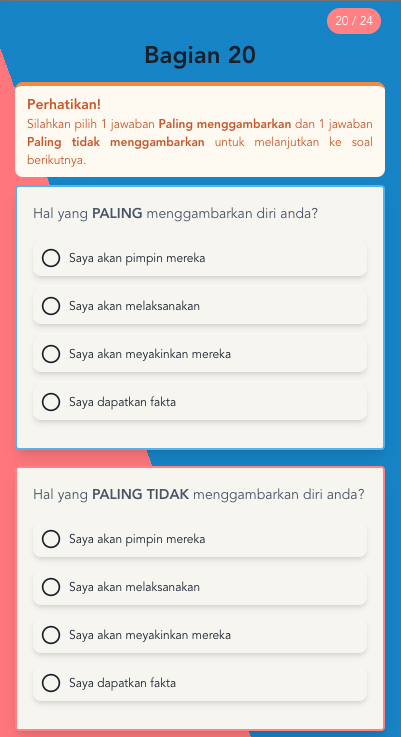 20 / 24
Bagian 20
Perhatikan!
Silahkan pilih 1 jawaban Paling menggambarkan dan 1 jawaban
Paling tidak menggambarkan untuk melanjutkan ke soal
berikutnya.
Hal yang PALING menggambarkan diri anda?
Saya akan pimpin mereka
Saya akan melaksanakan
Saya akan meyakinkan mereka
Saya dapatkan fakta
Hal yang PALING TIDAK menggambarkan diri anda?
Saya akan pimpin mereka
Saya akan melaksanakan
Saya akan meyakinkan mereka
Saya dapatkan fakta